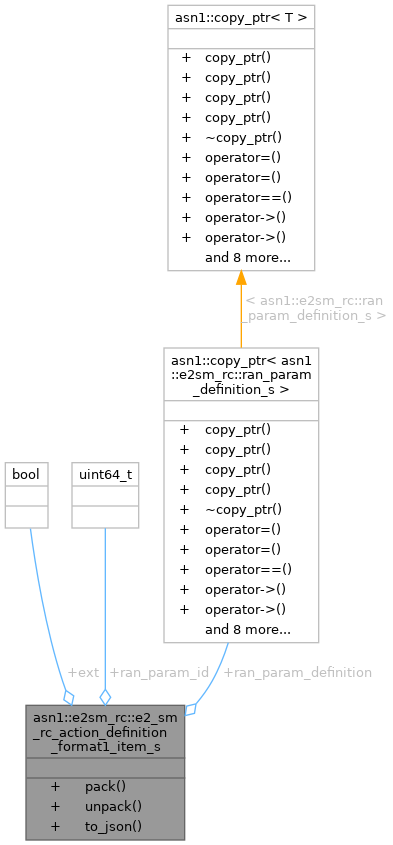 asn1::copy_ptr< T >
+ copy_ptr()
+ copy_ptr()
+ copy_ptr()
+ copy_ptr()
+ ~copy_ptr()
+ operator=()
+ operator=()
+ operator==()
+ operator->()
+ operator->()
and 8 more...
< asn1::e2sm_rc::ran
_param_definition_s >
asn1::copy_ptr< asn1
::e2sm_rc::ran_param
_definition_s >
+ copy_ptr()
+ copy_ptr()
+ copy_ptr()
+ copy_ptr()
+ ~copy_ptr()
+ operator=()
+ operator=()
+ operator==()
+ operator->()
+ operator->()
and 8 more...
bool
uint64_t
+ext
+ran_param_id
+ran_param_definition
asn1::e2sm_rc::e2_sm
_rc_action_definition
_format1_item_s
+ pack()
+ unpack()
+ to_json()